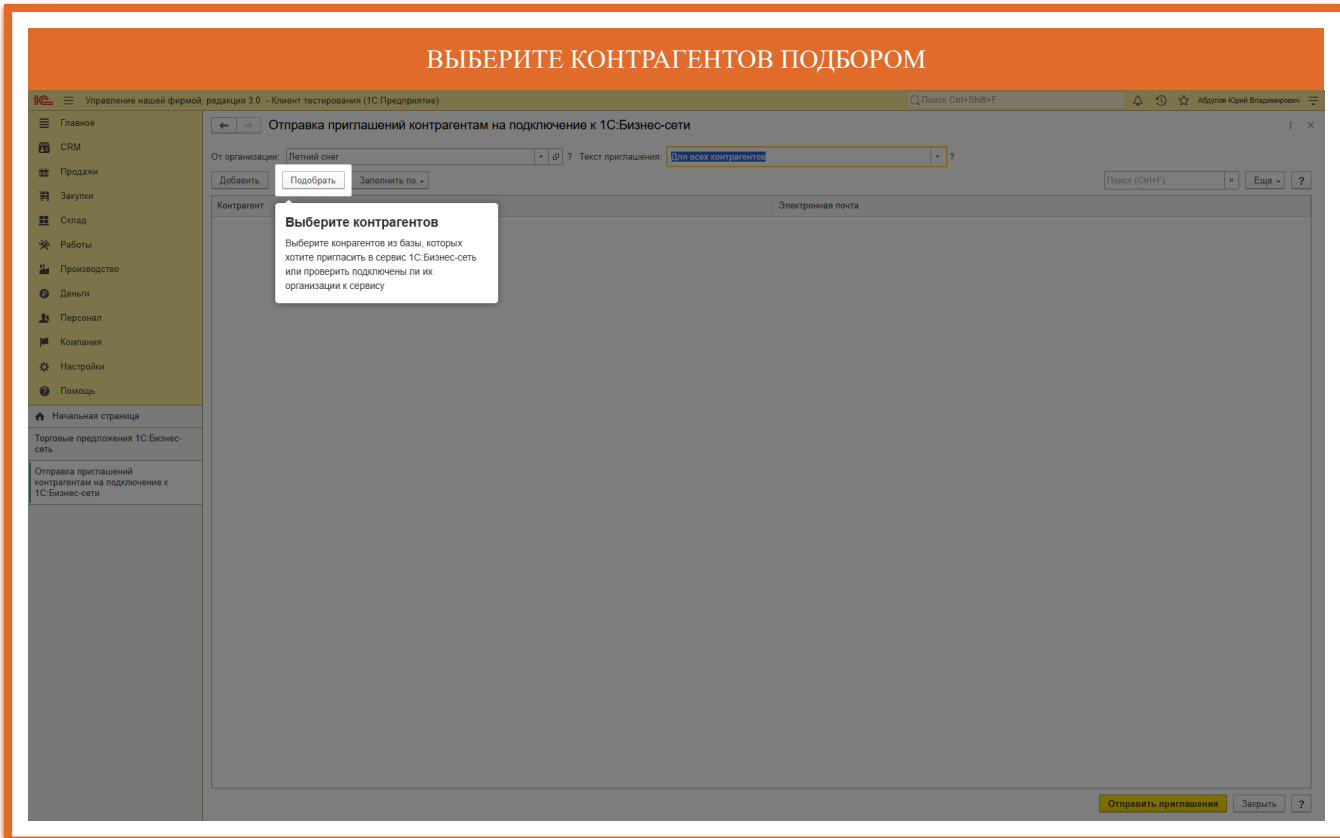 ВЫБЕРИТЕ КОНТРАГЕНТОВ ПОДБОРОМ
1С Управление нашей фирмой, редакция 3.0 - Клиент тестирования (1С:Предприятие)
Поиск Ctrl+Shift+F
Абдулов Юрий Владимирович
Главное
CRM
Продажи
Закупки
Склад
Работы
Производство
Деньги
Персонал
Компания
Настройки
Помощь
Начальная страница
Торговые предложения 1С:Бизнес-
сеть
Отправка приглашений
контрагентам на подключение к
1С:Бизнес-сети
Отправка приглашений контрагентам на подключение к 1С:Бизнес-сети
От организации: Летний снег ? Текст приглашения: Для всех контрагентов ?
Добавить Подобрать Заполнить по Поиск (Ctrl+F) × Еще ?
Контрагент Электронная почта
Выберите контрагентов
Выберите конрагентов из базы, которых
хотите пригласить в сервис 1С:Бизнес-сеть
или проверить подключены ли их
организации к сервису
Отправить приглашения Закрыть ?